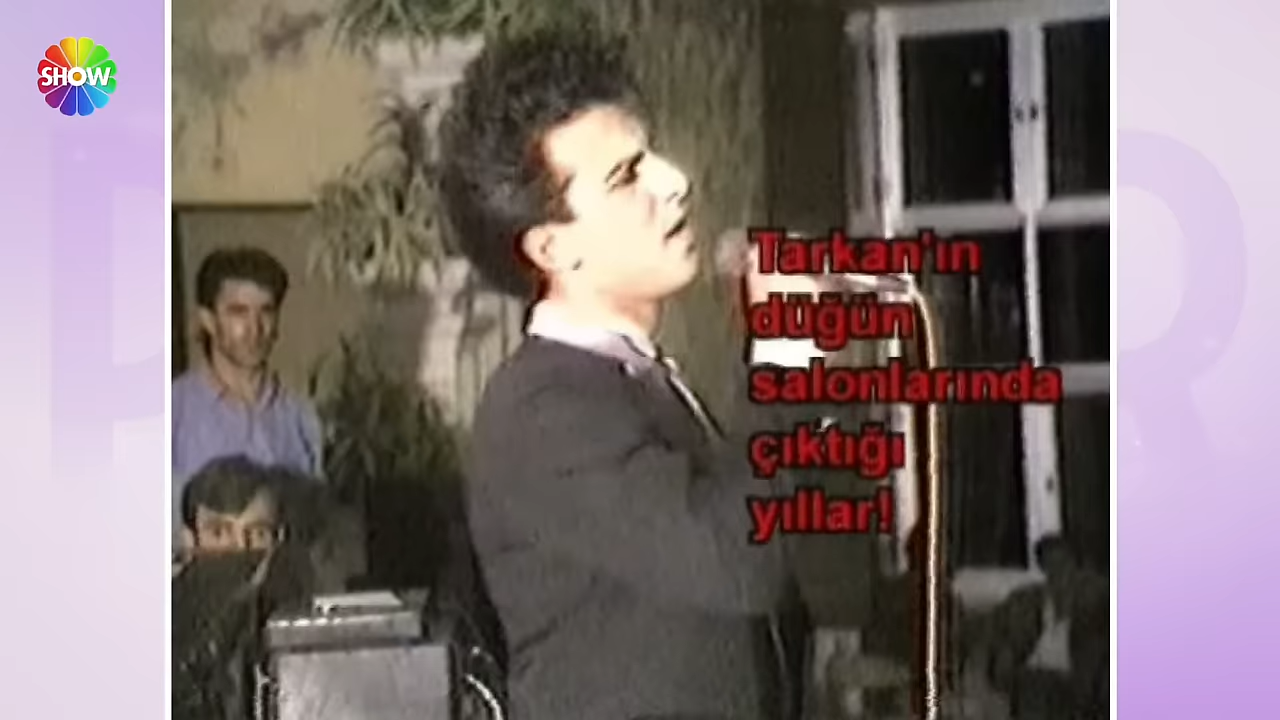 SHOW
Tarkan'ın
düğün
salonlarında
çıktığı
yıllar!